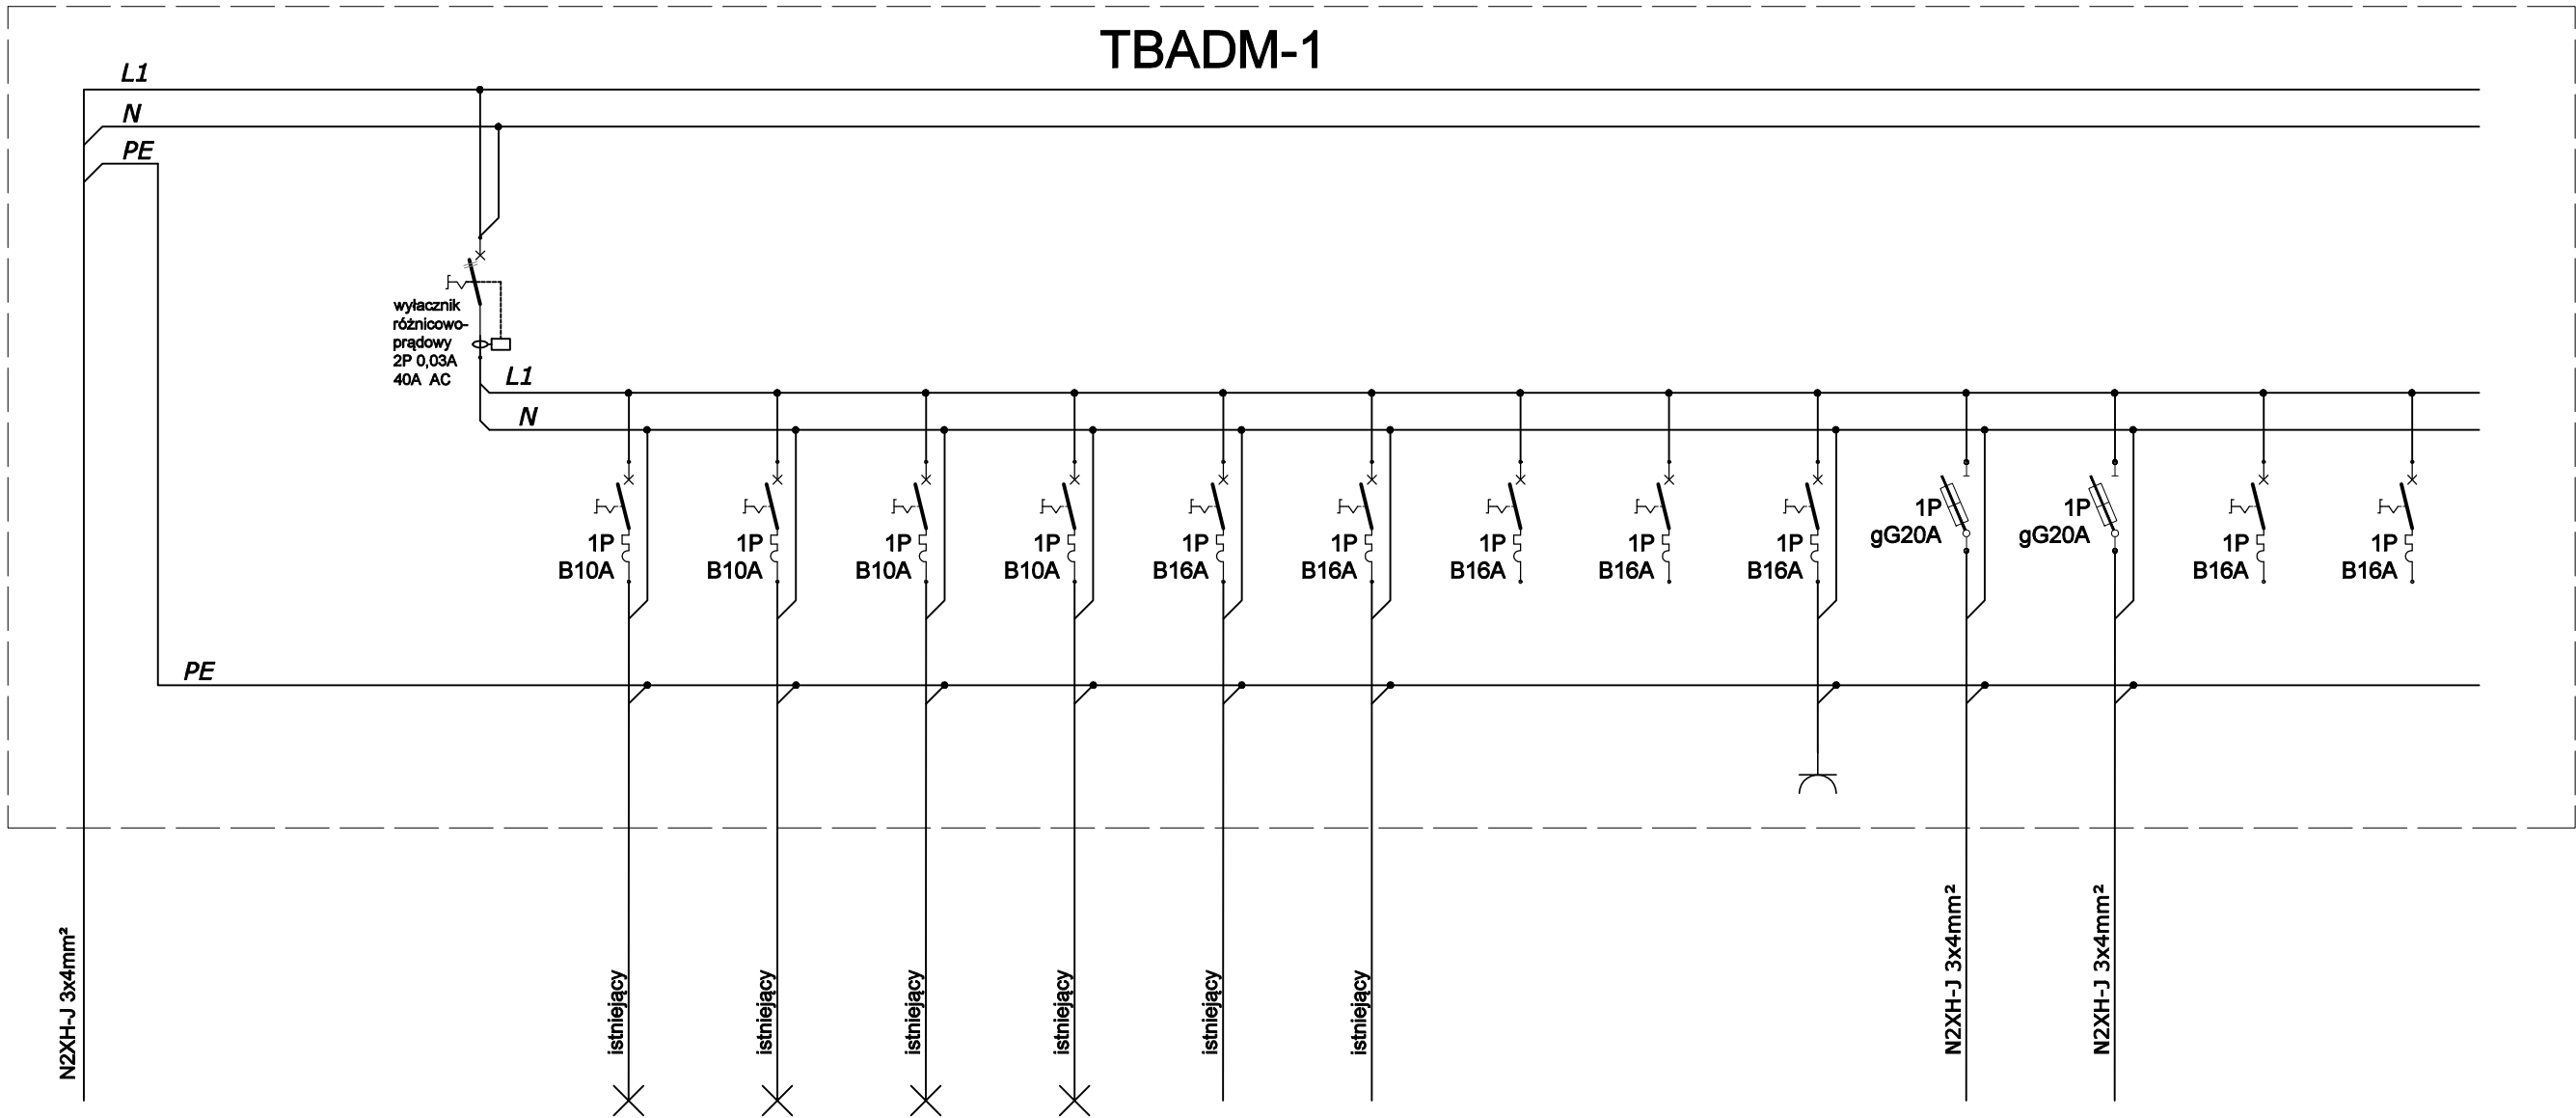 TBADM-1
L1
N
PE
wyłacznik
różnicowo-
prądowy
2P 0,03A
40A AC
L1
N
1P
B10A
1P
B10A
1P
B10A
1P
B10A
1P
B16A
1P
B16A
1P
B16A
1P
B16A
1P
B16A
1P
gG20A
1P
gG20A
1P
B16A
1P
B16A
PE
N2XH-J 3x4mm²
istniejący
istniejący
istniejący
istniejący
istniejący
istniejący
N2XH-J 3x4mm²
N2XH-J 3x4mm²